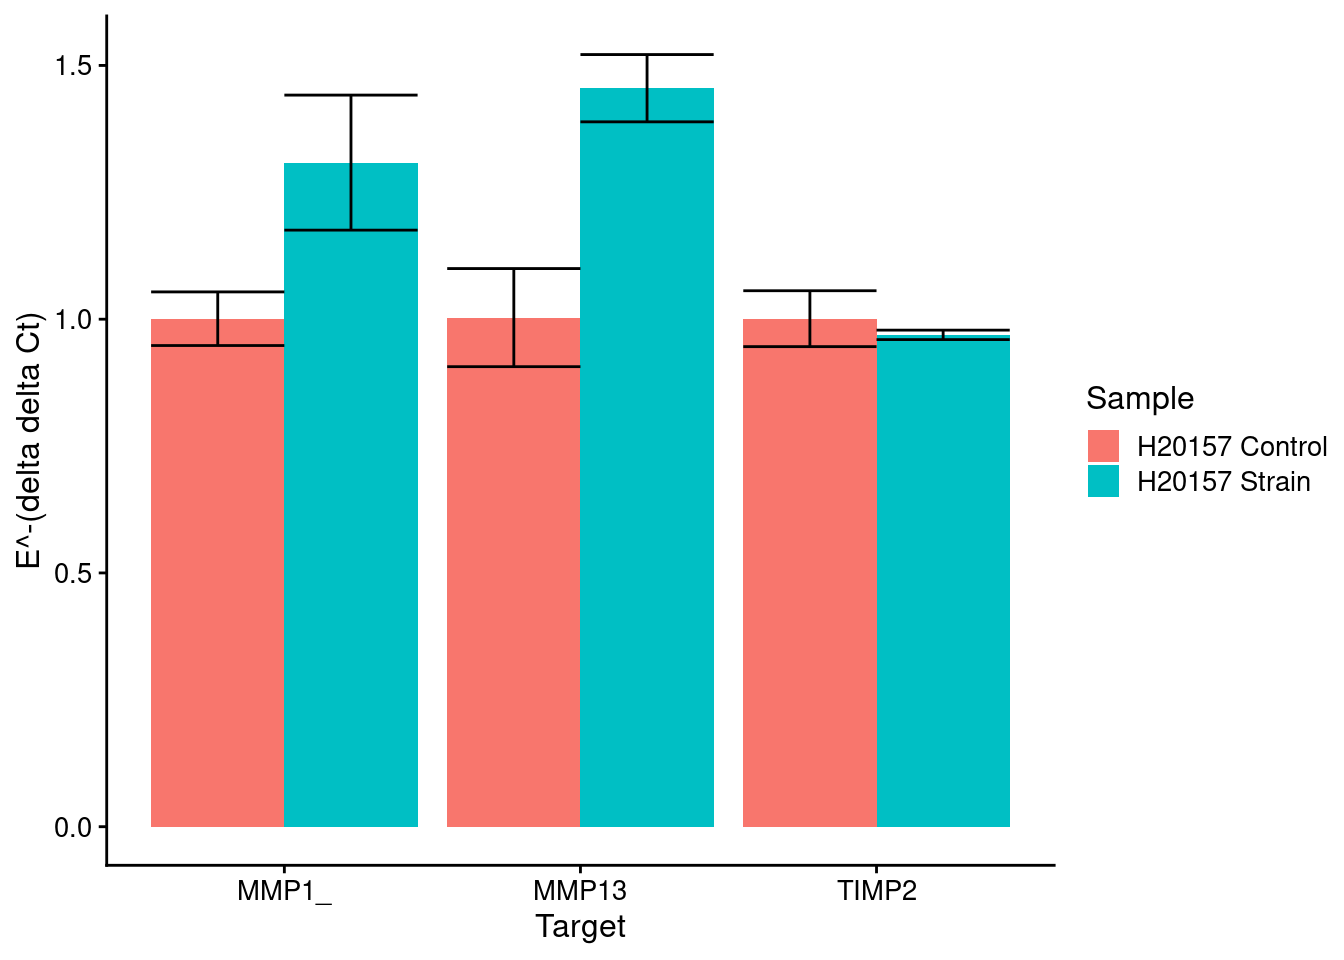 E^-(delta delta Ct)
1.5
1.0
0.5
0.0
MMP1_
MMP13
TIMP2
Target
Sample
H20157 Control
H20157 Strain